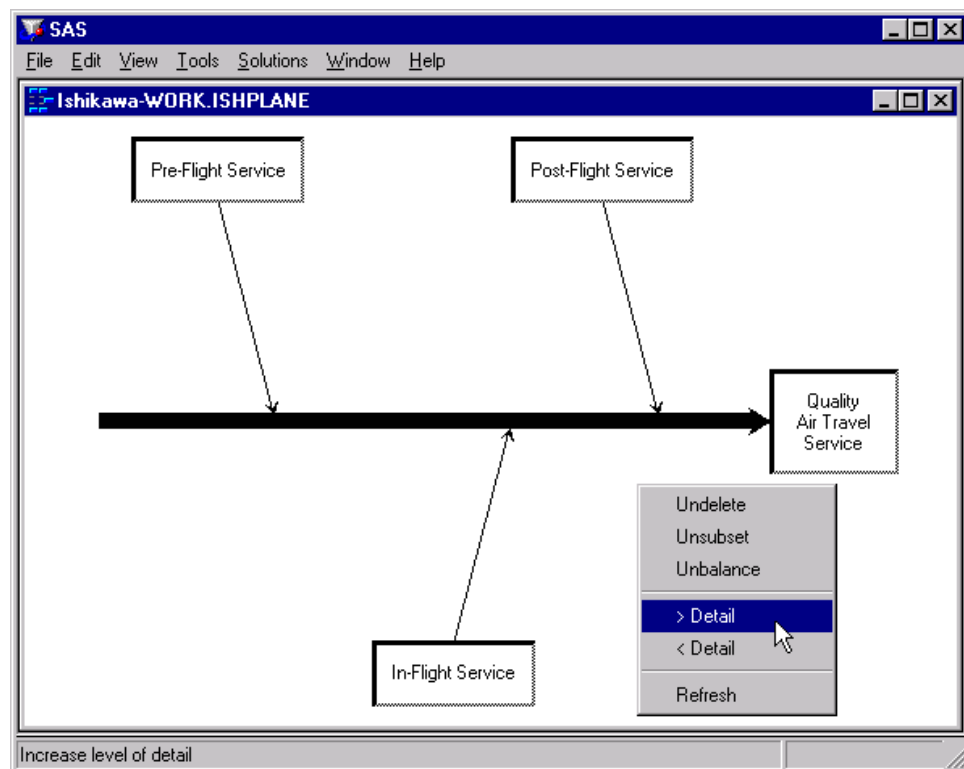 SAS
File Edit View Tools Solutions Window Help
Ishikawa-WORK.ISHPLANE
Pre-Flight Service
Post-Flight Service
Quality
Air Travel
Service
In-Flight Service
Undelete
Unsubset
Unbalance
> Detail
< Detail
Refresh
Increase level of detail